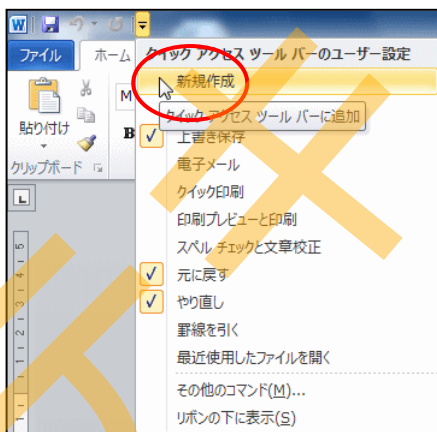 ファイル
ホーム
クイック アクセス ツール バーのユーザー設定
新規作成
クイック アクセス ツール バーに追加
上書き保存
電子メール
クイック印刷
印刷プレビューと印刷
スペル チェックと文章校正
元に戻す
やり直し
罫線を引く
最近使用したファイルを開く
その他のコマンド(M)...
リボンの下に表示(S)
貼り付け
クリップボード
M
B
L
5
4
3
2
1
1